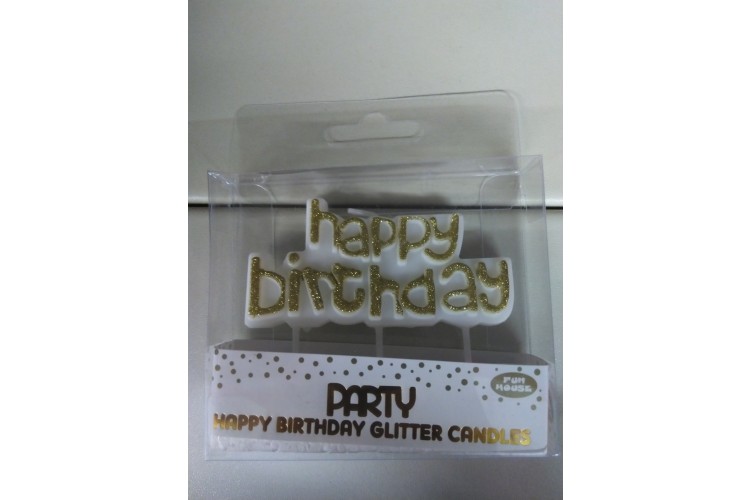 happy
birthday
FUN
HOUSE
PARTY
HAPPY BIRTHDAY GLITTER CANDLES